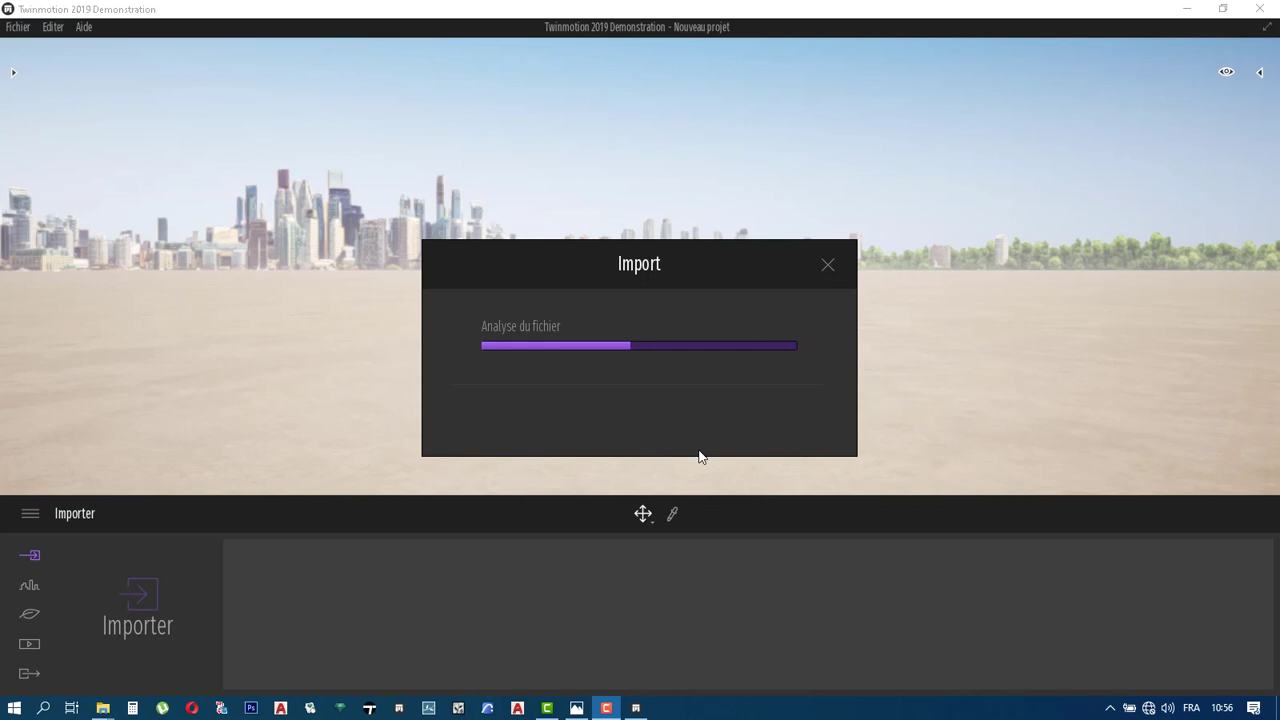 Twinmotion 2019 Demonstration
Fichier Editer Aide
Twinmotion 2019 Demonstration - Nouveau projet
Import
Analyse du fichier
Importer
Importer
FRA 10:56